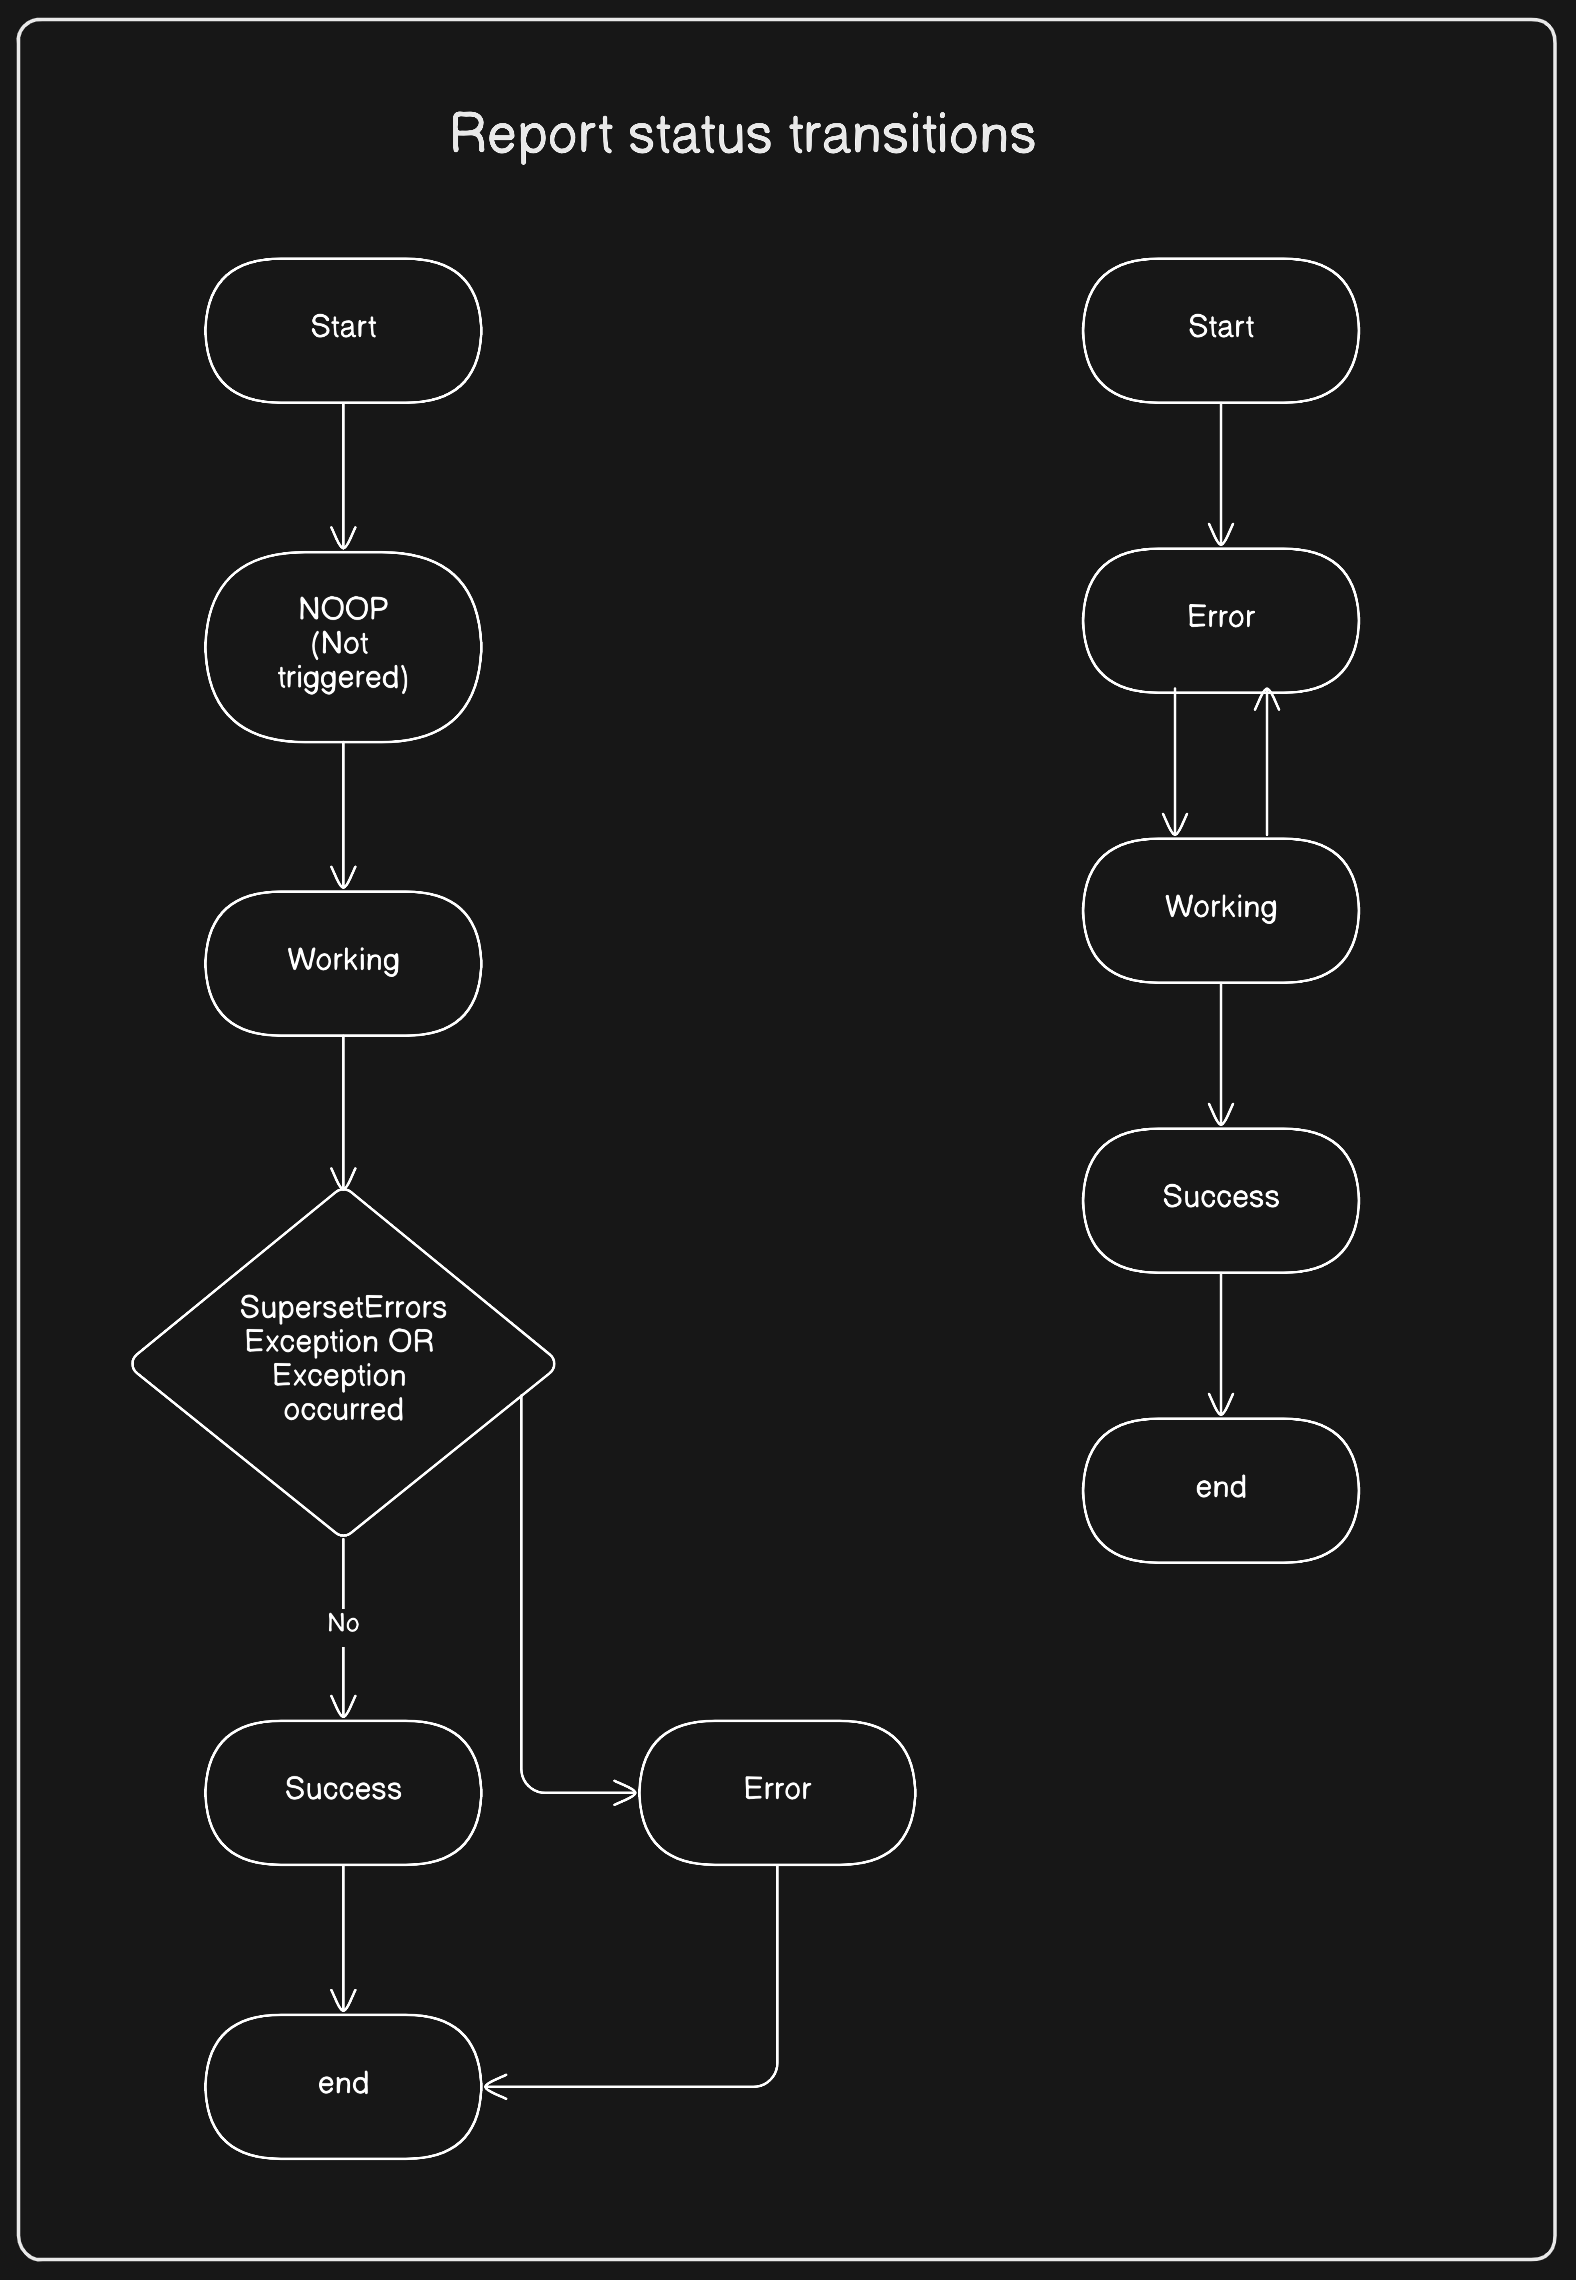 Report status transitions
Start
NOOP
(Not
triggered)
Working
SupersetErrors
Exception OR
Exception
occurred
No
Success
Error
end
Start
Error
Working
Success
end